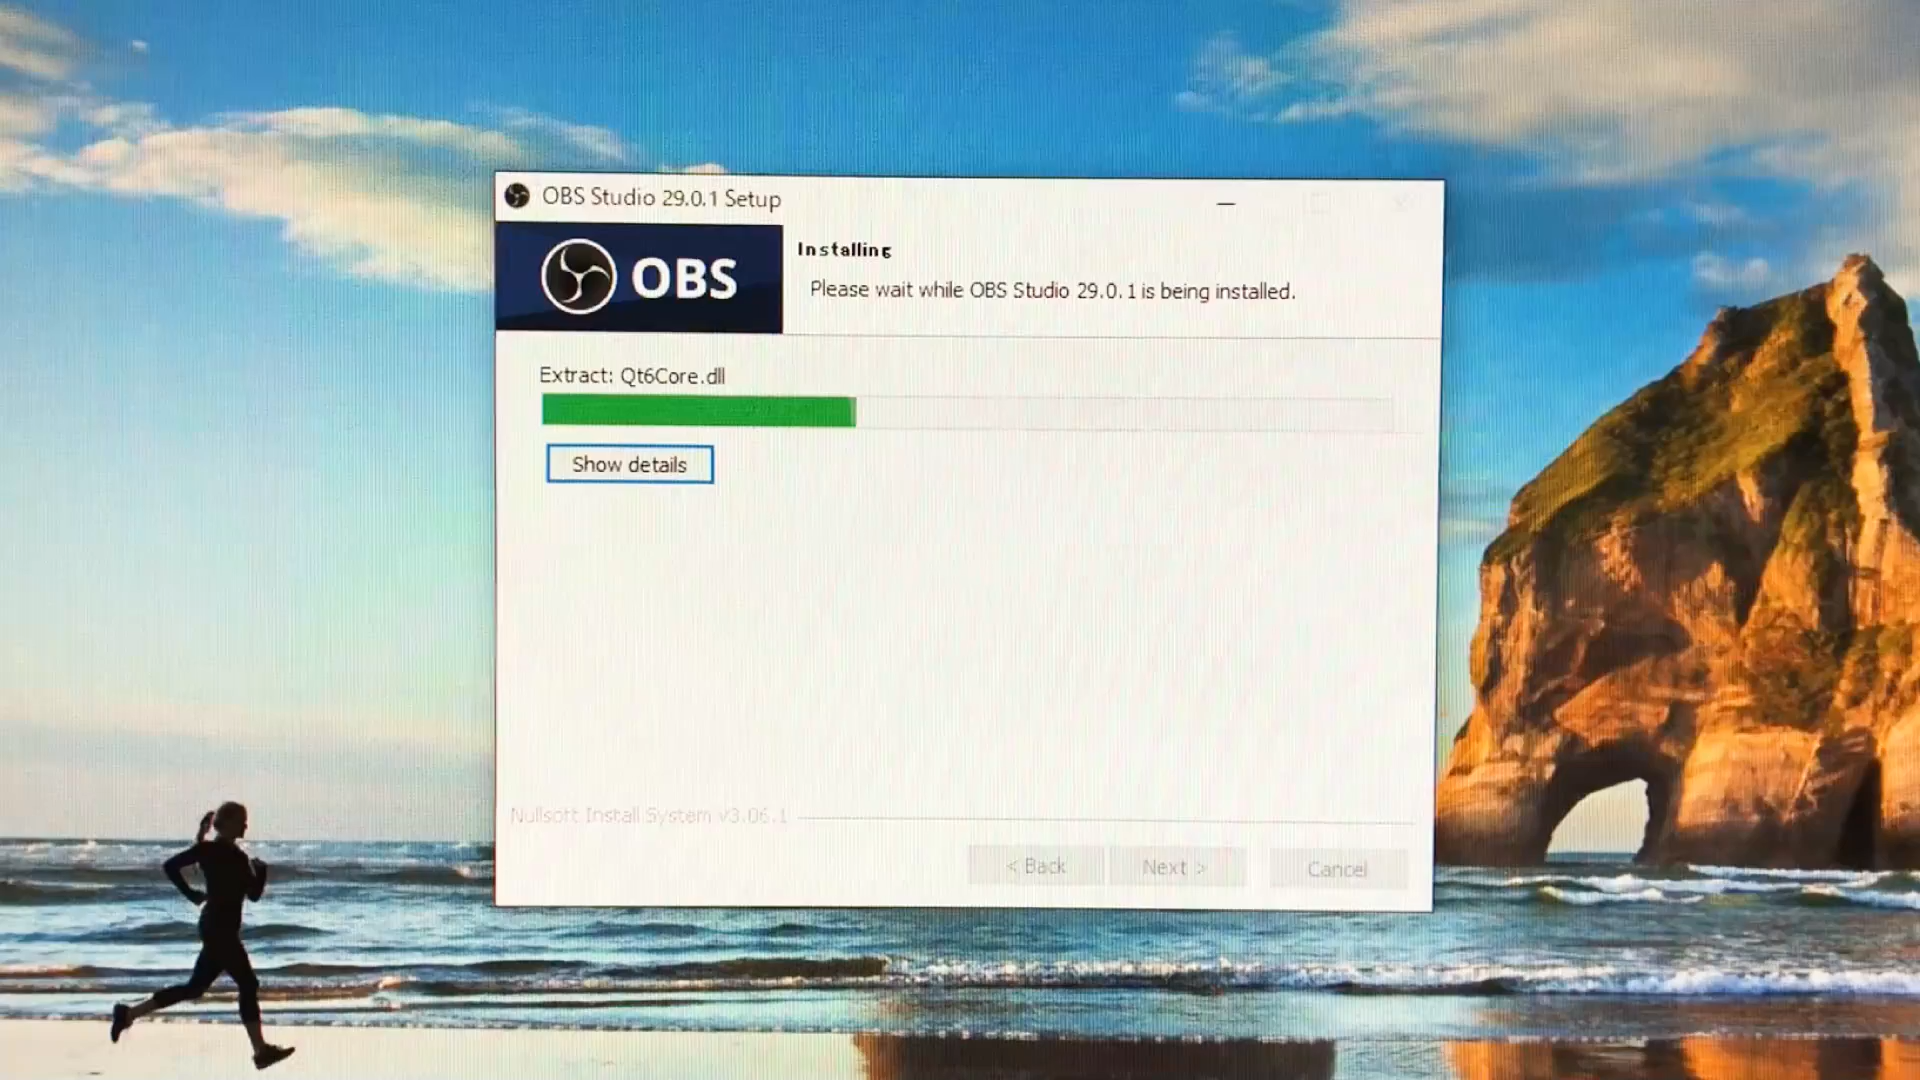 OBS Studio 29.0.1 Setup
OBS
Installing
Please wait while OBS Studio 29.0.1 is being installed.
Extract: Qt6Core.dll
Show details
Nullsoft Install System v3.06.1
< Back
Next >
Cancel